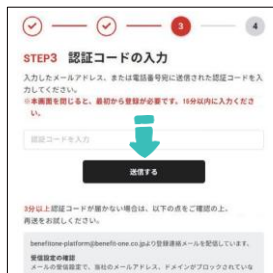 3
4
STEP3 認証コードの入力
入力したメールアドレス、または電話番号宛に送信された認証コードを入
力してください。
※本画面を閉じると、最初から登録が必要です。10分以内に入力くださ
い。
認証コードを入力
送信する
3分以上認証コードが届かない場合は、以下の点をご確認の上、
再送をお試しください。
benefitone-platform@benefit-one.co.jpより登録連絡メールを配信しています。
受信設定の確認
メールの受信設定で、当社のメールアドレス、ドメインがブロックされていな